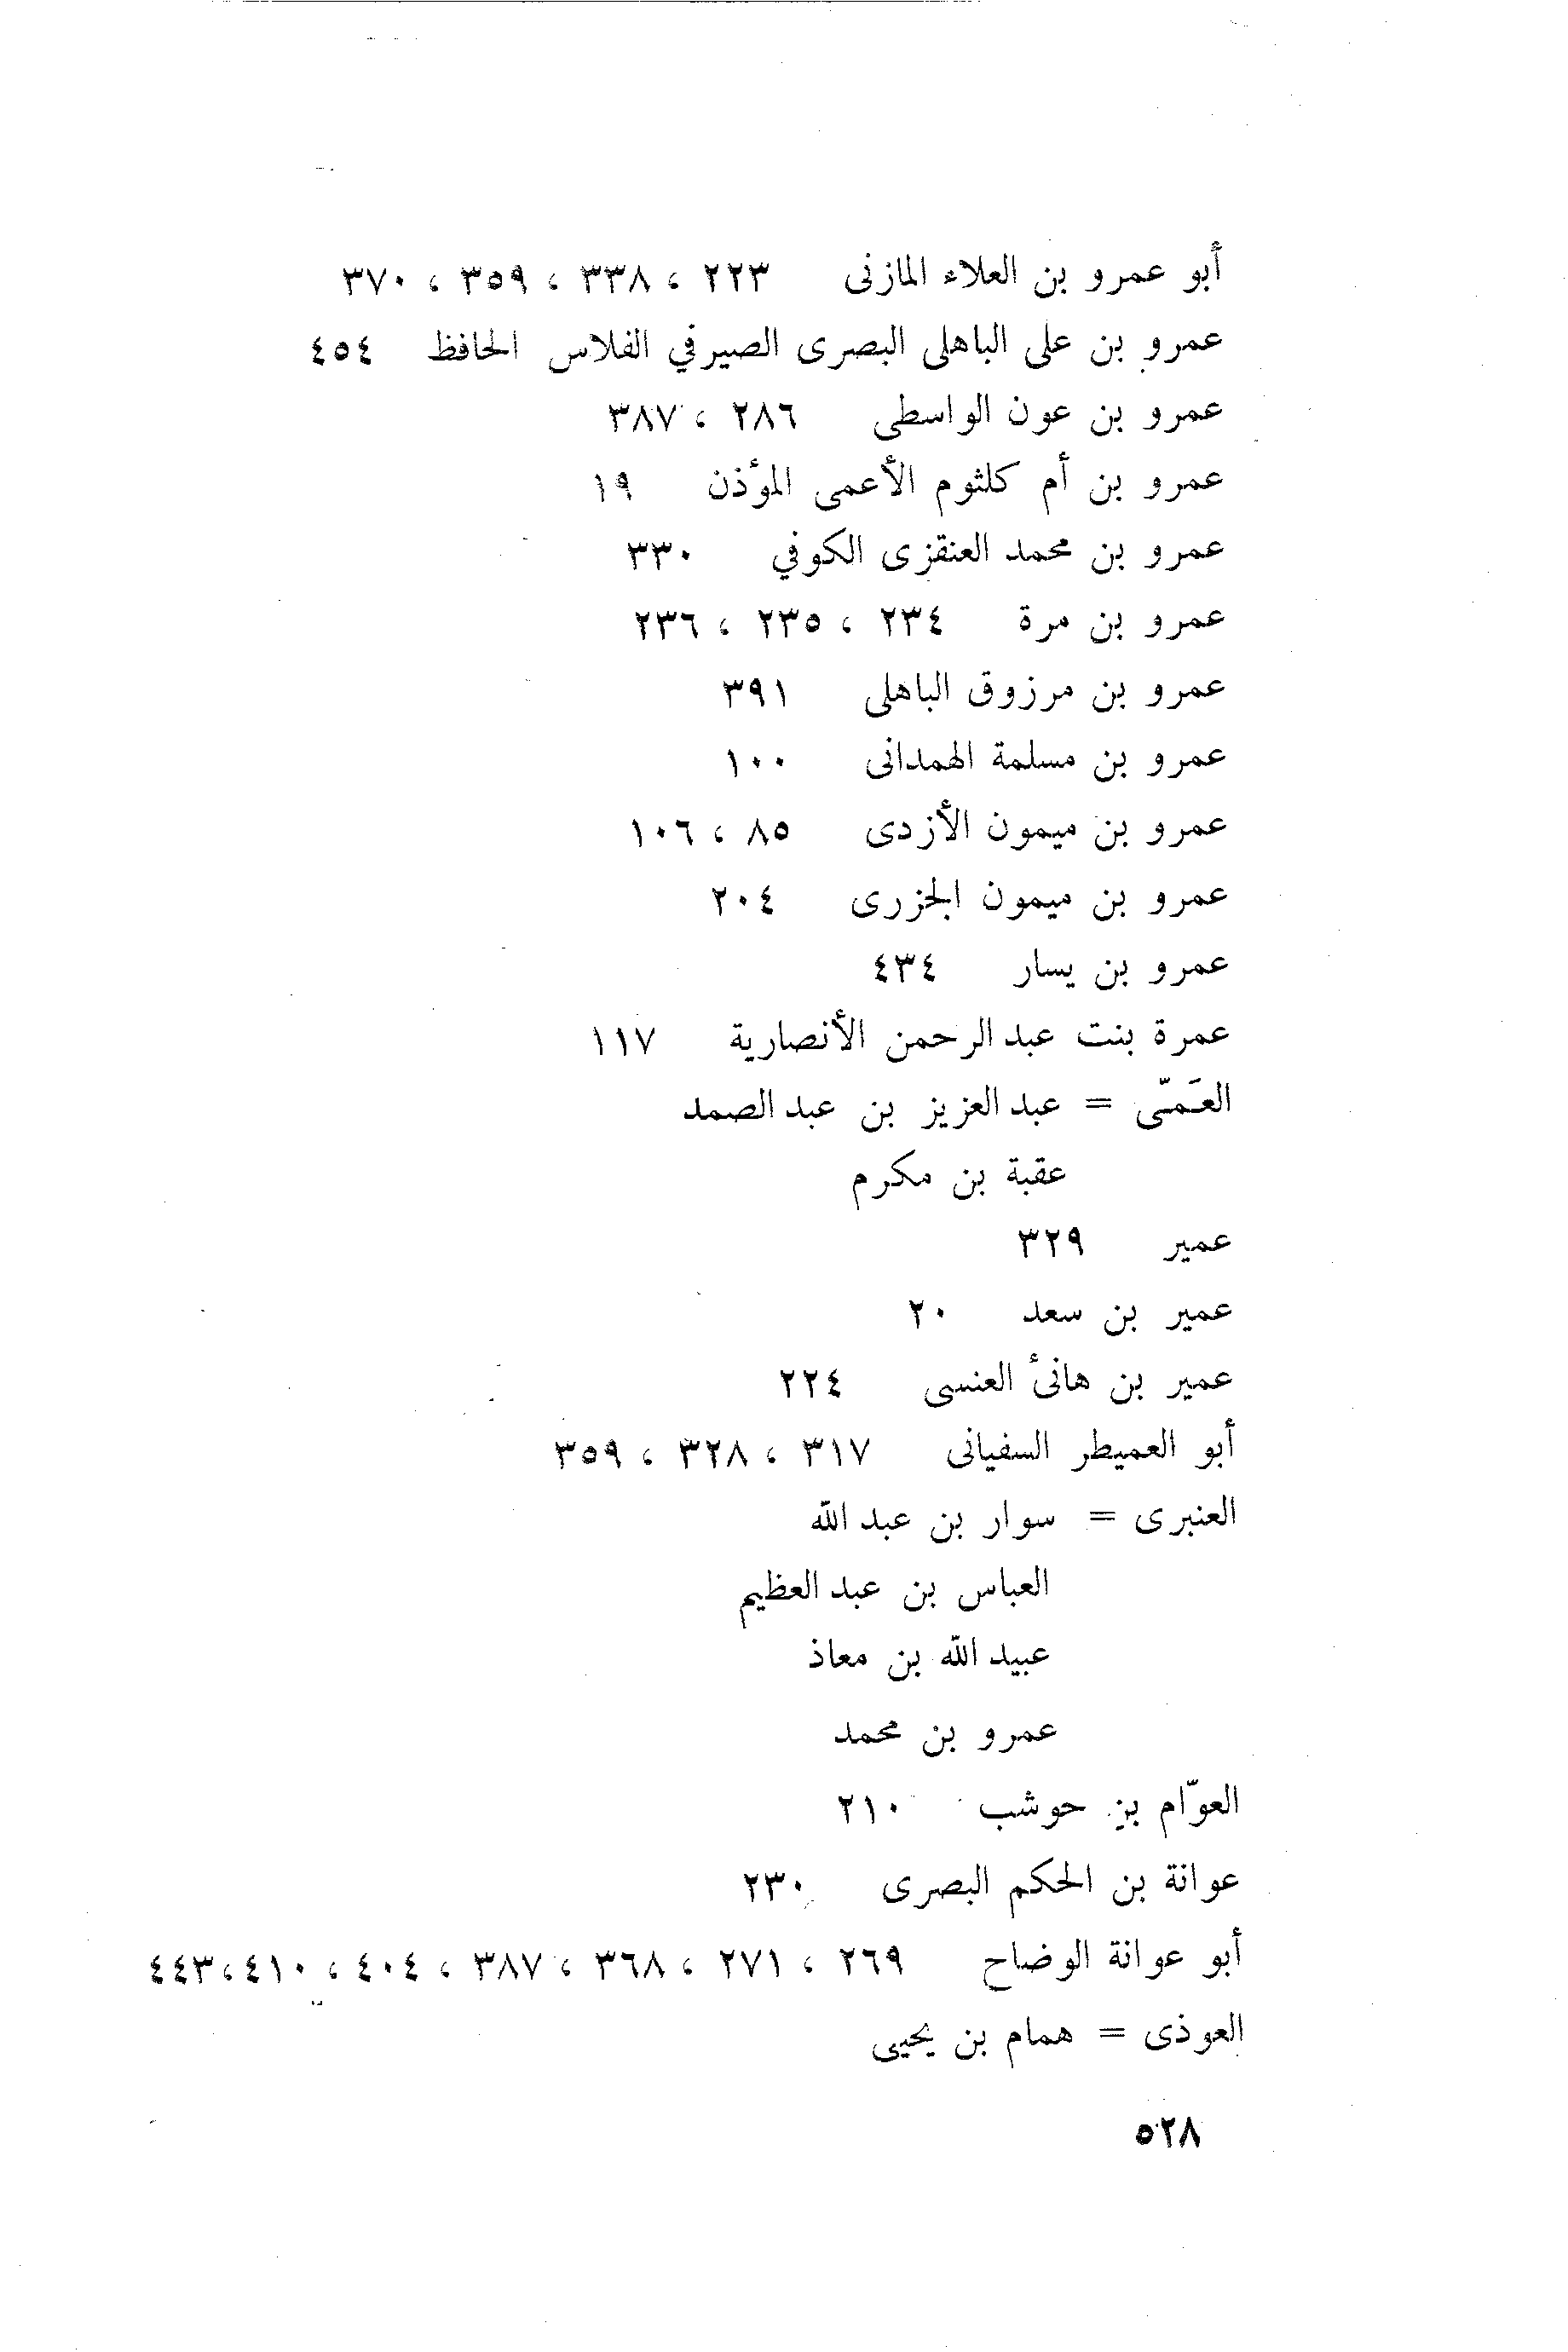 أبو عمرو بن العلاء المازنى ٢٢٣ ، ٣٣٨ ، ٣٥٩ ، ٣٧٠
عمرو بن على الباهلى البصرى الصيرفي الفلاس الحافظ ٤٥٤
عمرو بن عون الواسطى ٢٨٦ ، ٣٨٧
عمرو بن أم كلثوم الأعمى المؤذن ١٩
عمرو بن محمد العنقزى الكوفي ٣٣٠
عمرو بن مرة ٢٣٤ ، ٢٣٥ ، ٢٣٦
عمرو بن مرزوق الباهلى ٣٩١
عمرو بن مسلمة الهمدانى ١٠٠
عمرو بن ميمون الأزدى ٨٥ ، ١٠٦
عمرو بن ميمون الجزرى ٢٠٤
عمرو بن يسار ٤٣٤
عمرة بنت عبد الرحمن الأنصارية ١١٧
العَمـّى = عبد العزيز بن عبد الصمد
عقبة بن مكرم
عمير ٣٢٩
عمير بن سعد ٢٠
عمير بن هانئ العنسى ٢٢٤
أبو العميطر السفيانى ٣١٧ ، ٣٢٨ ، ٣٥٩
العنبرى = سوار بن عبد الله
العباس بن عبد العظيم
عبيد الله بن معاذ
عمرو بن محمد
العوّام بن حوشب ٢١٠
عوانة بن الحكم البصرى ٢٣٠
أبو عوانة الوضاح ٢٦٩ ، ٢٧١ ، ٣٦٨ ، ٣٨٧ ، ٤٠٤ ، ٤١٠،٤٤٣
العوذى = همام بن يحيى
٥٢٨